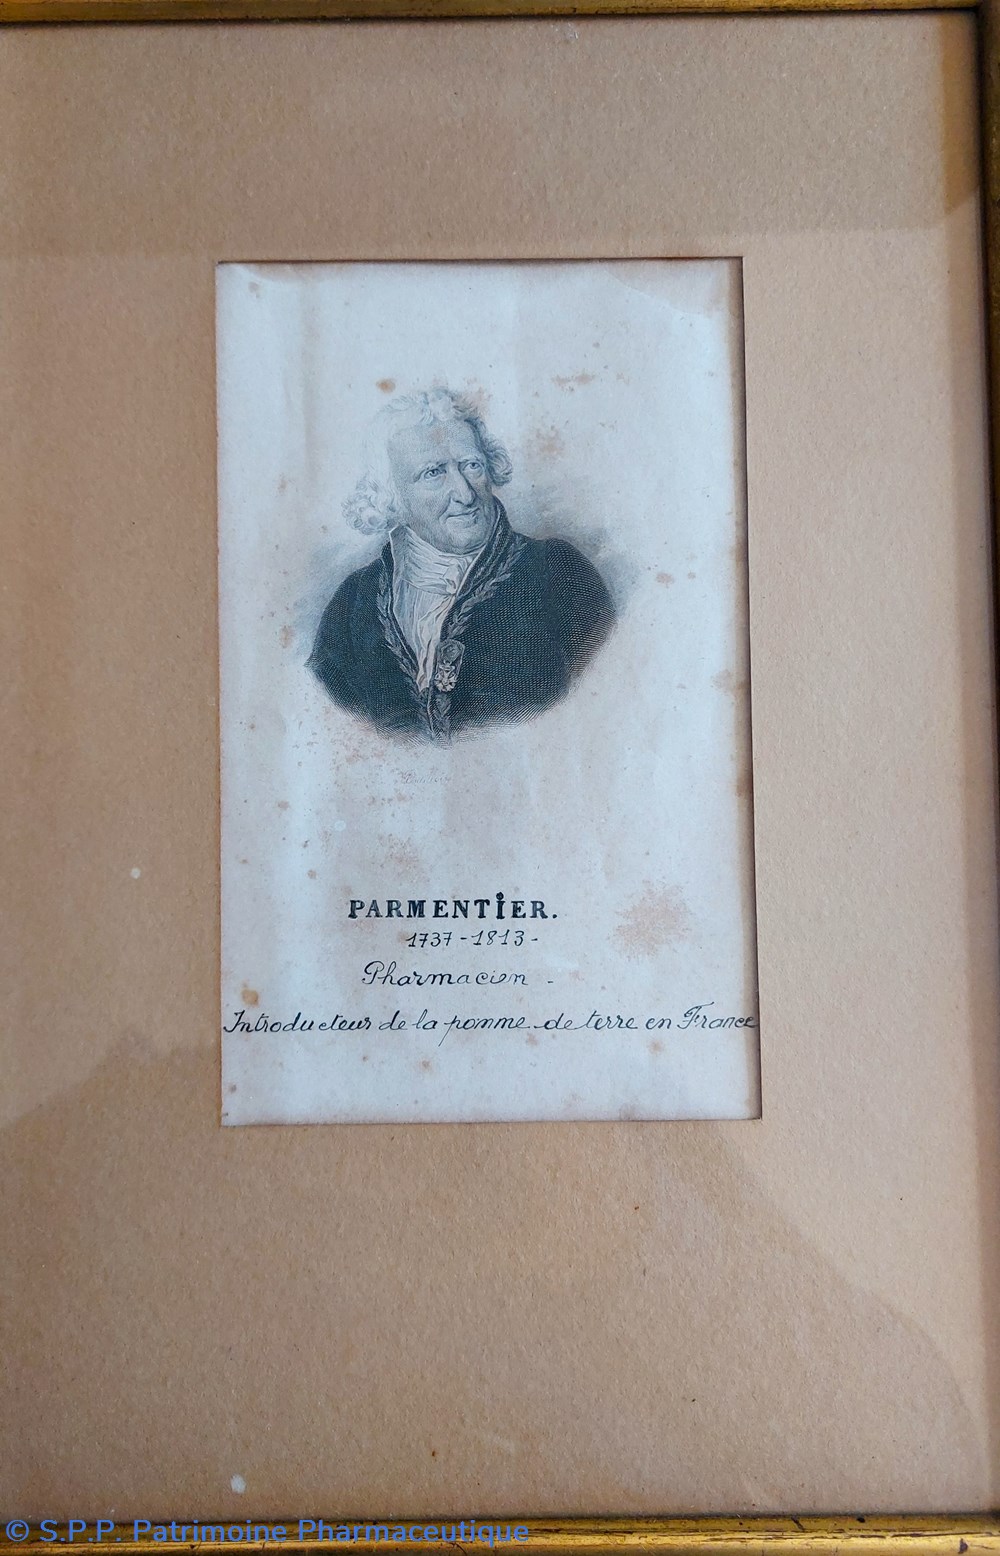 PARMENTIER.
1737-1813-
Pharmacien -
Introducteur de la pomme de terre en France
© S.P.P. Patrimoine Pharmaceutique